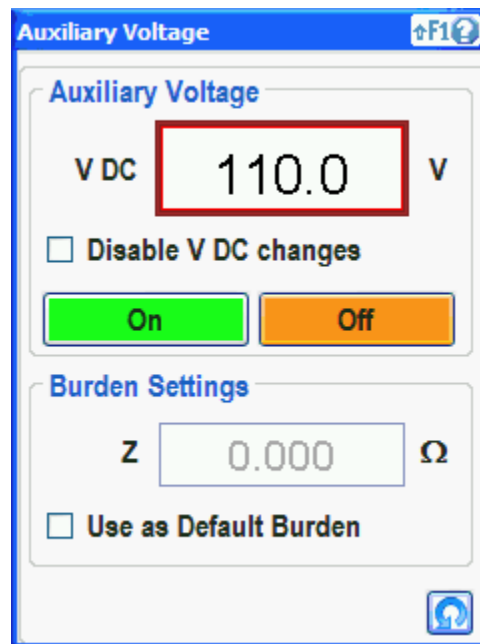 Auxiliary Voltage ⇧F1?
Auxiliary Voltage
V DC 110.0 V
Disable V DC changes
On Off
Burden Settings
Z 0.000 Ω
Use as Default Burden